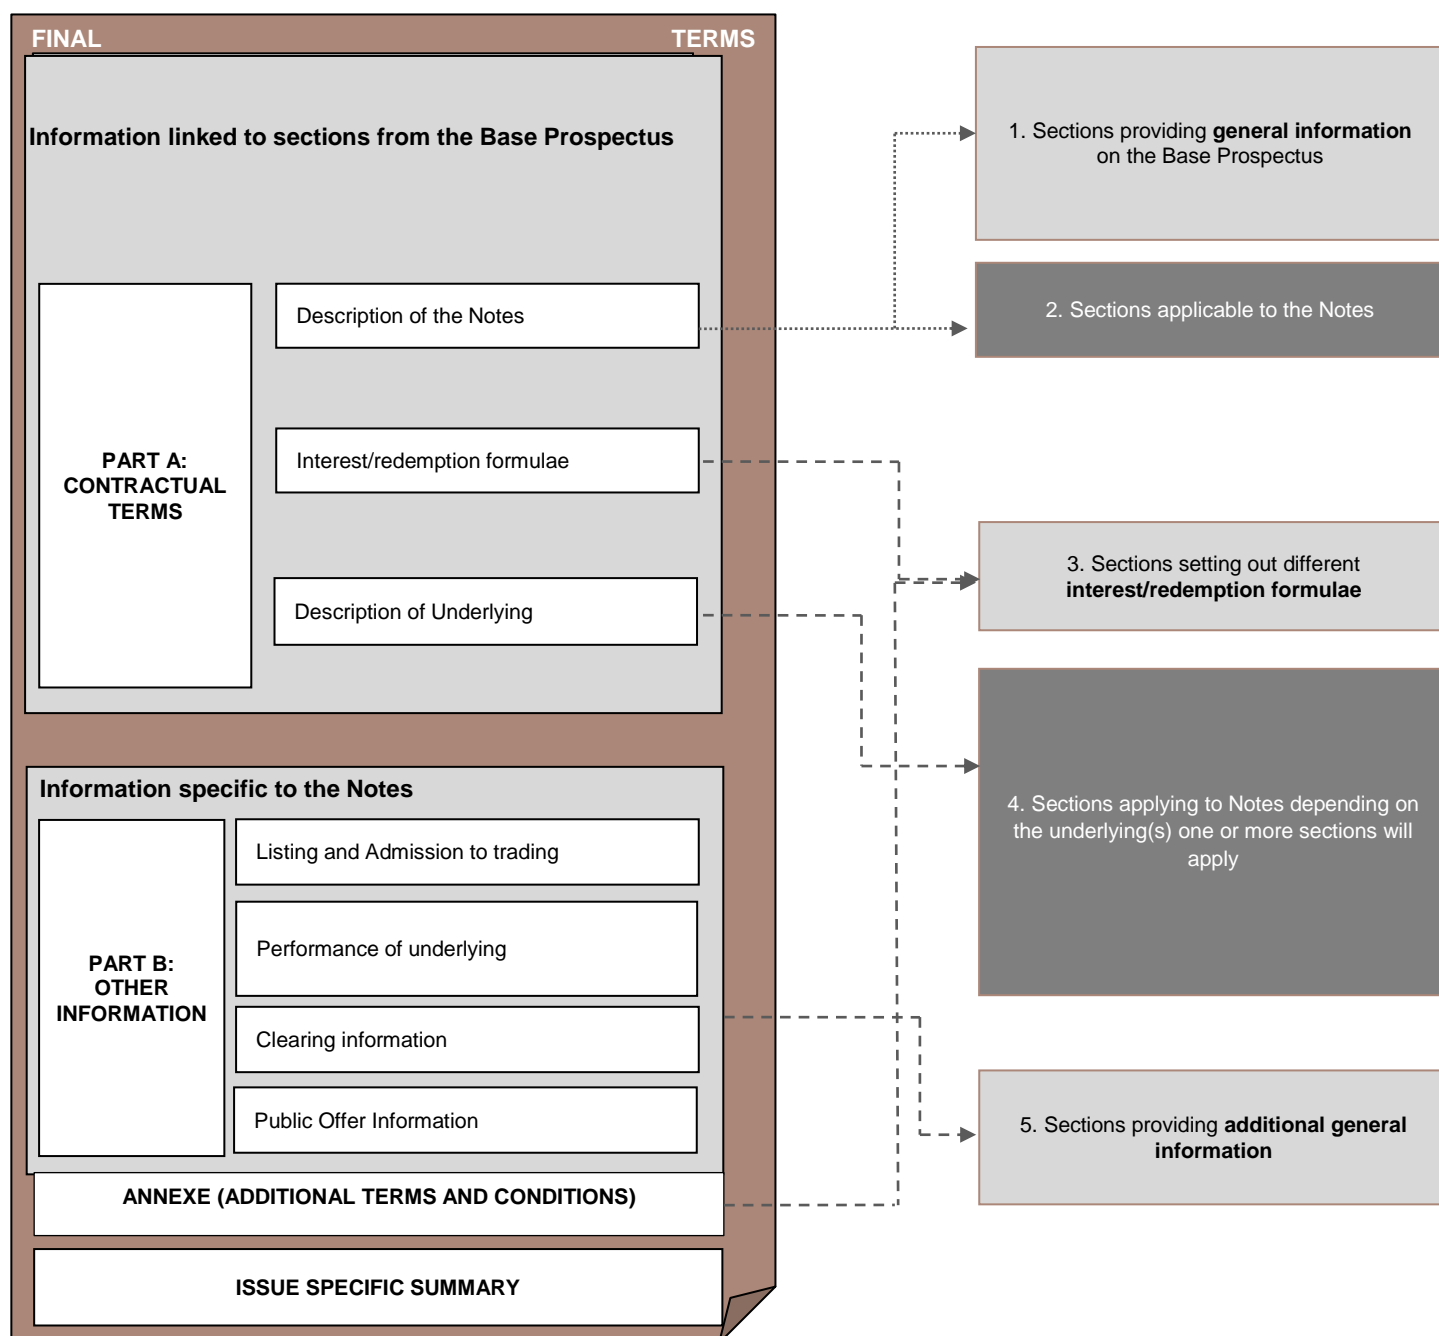 FINAL TERMS
Information linked to sections from the Base Prospectus
PART A:
CONTRACTUAL
TERMS
Description of the Notes
Interest/redemption formulae
Description of Underlying
Information specific to the Notes
PART B:
OTHER
INFORMATION
Listing and Admission to trading
Performance of underlying
Clearing information
Public Offer Information
ANNEXE (ADDITIONAL TERMS AND CONDITIONS)
ISSUE SPECIFIC SUMMARY
1. Sections providing general information
on the Base Prospectus
2. Sections applicable to the Notes
3. Sections setting out different
interest/redemption formulae
4. Sections applying to Notes depending on
the underlying(s) one or more sections will
apply
5. Sections providing additional general
information